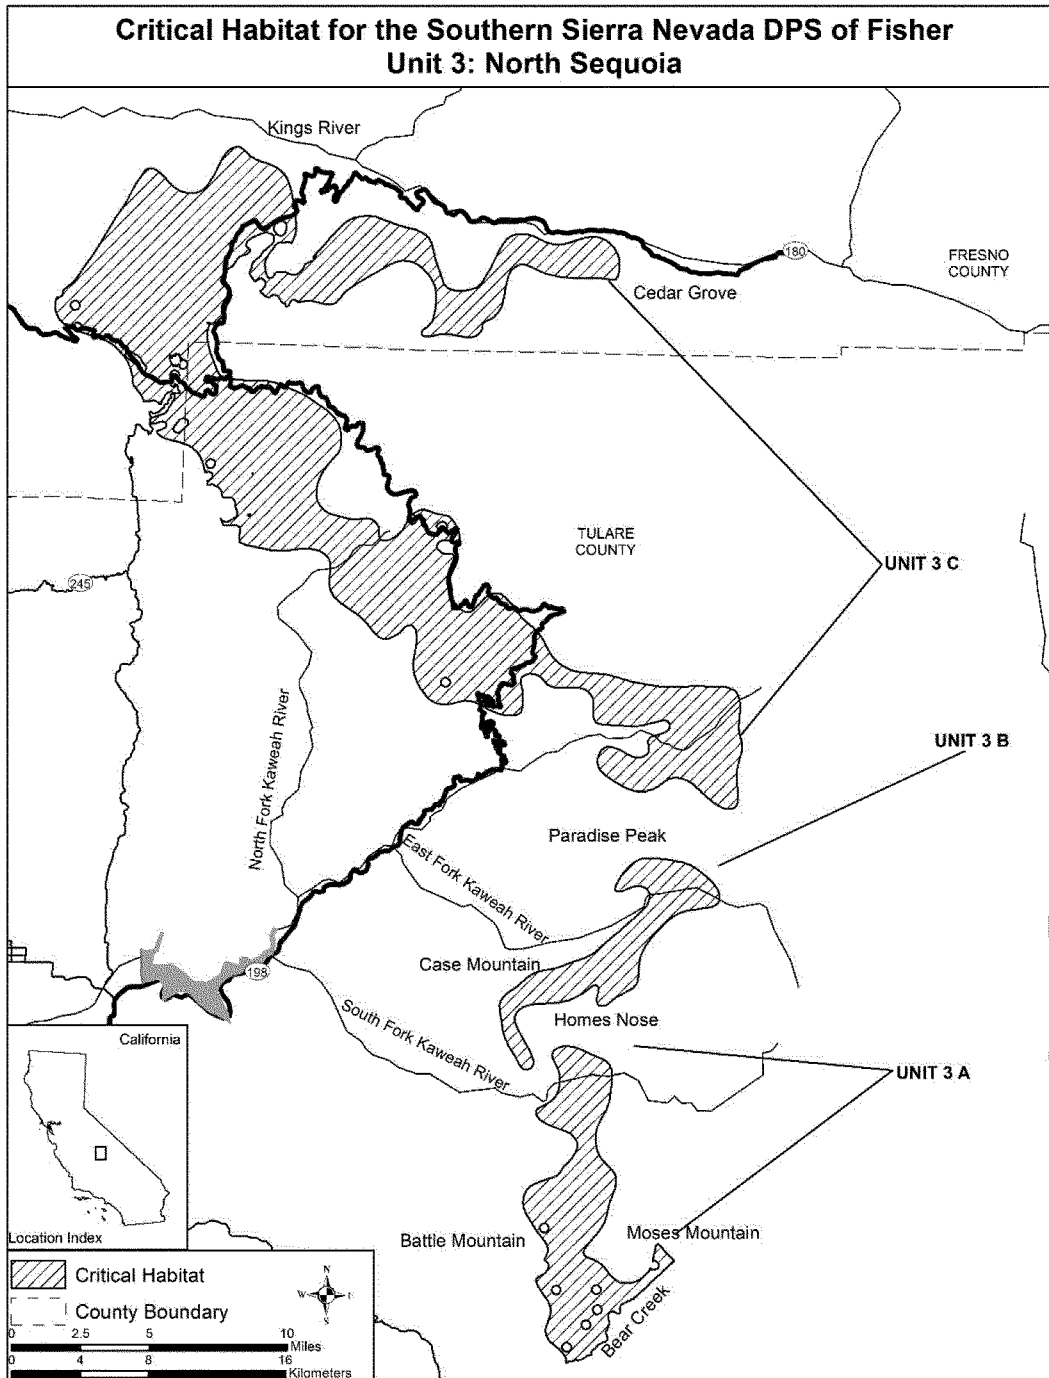 Critical Habitat for the Southern Sierra Nevada DPS of Fisher
Unit 3: North Sequoia
Kings River
180
FRESNO
COUNTY
Cedar Grove
TULARE
COUNTY
UNIT 3 C
245
North Fork Kaweah River
UNIT 3 B
Paradise Peak
East Fork Kaweah River
Case Mountain
198
South Fork Kaweah River
Homes Nose
UNIT 3 A
California
Location Index
Battle Mountain
Moses Mountain
Bear Creek
Critical Habitat
County Boundary
N
W
E
S
0 2.5 5 10
Miles
0 4 8 16
Kilometers